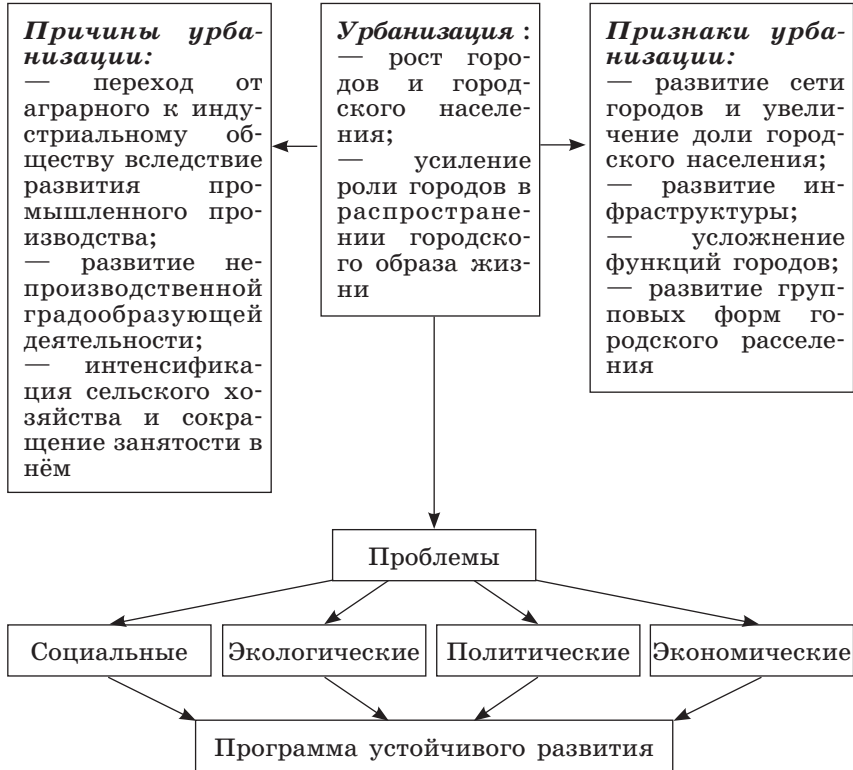 Причины урба-
низации:
— переход от
аграрного к инду-
стриальному об-
ществу вследствие
развития про-
мышленного про-
изводства;
— развитие не-
производственной
градообразующей
деятельности;
— интенсифика-
ция сельского хо-
зяйства и сокра-
щение занятости в
нём
Урбанизация :
— рост горо-
дов и город-
ского населе-
ния;
— усиление
роли городов в
распростране-
нии городско-
го образа жиз-
ни
Признаки урба-
низации:
— развитие сети
городов и увели-
чение доли город-
ского населения;
— развитие ин-
фраструктуры;
— усложнение
функций городов;
— развитие груп-
повых форм го-
родского расселе-
ния
Проблемы
Социальные
Экологические
Политические
Экономические
Программа устойчивого развития